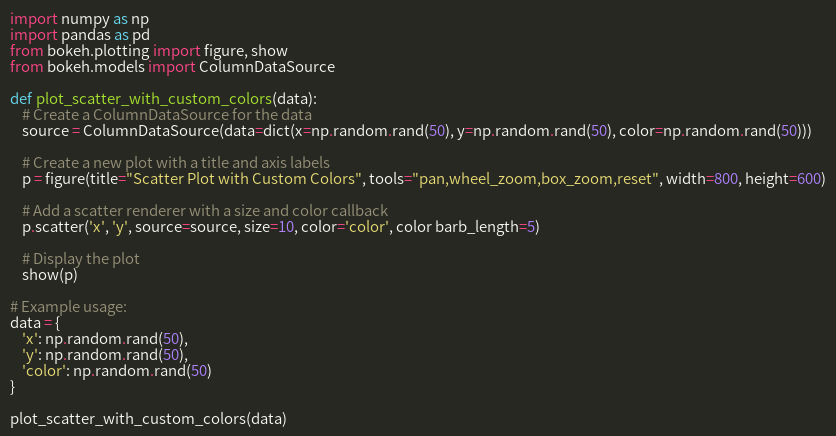 import numpy as np
import pandas as pd
from bokeh.plotting import figure, show
from bokeh.models import ColumnDataSource

def plot_scatter_with_custom_colors(data):
    # Create a ColumnDataSource for the data
    source = ColumnDataSource(data=dict(x=np.random.rand(50), y=np.random.rand(50), color=np.random.rand(50)))

    # Create a new plot with a title and axis labels
    p = figure(title="Scatter Plot with Custom Colors", tools="pan,wheel_zoom,box_zoom,reset", width=800, height=600)

    # Add a scatter renderer with a size and color callback
    p.scatter('x', 'y', source=source, size=10, color='color', color barb_length=5)

    # Display the plot
    show(p)

# Example usage:
data = {
    'x': np.random.rand(50),
    'y': np.random.rand(50),
    'color': np.random.rand(50)
}

plot_scatter_with_custom_colors(data)